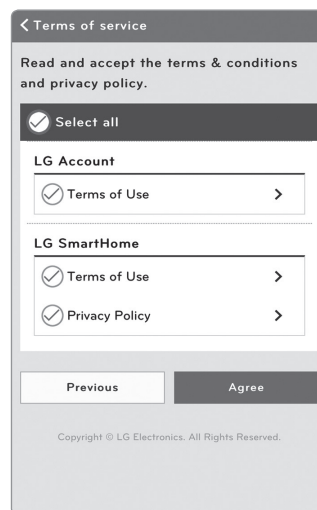 Terms of service
Read and accept the terms & conditions
and privacy policy.
Select all
LG Account
Terms of Use
LG SmartHome
Terms of Use
Privacy Policy
Previous
Agree
Copyright © LG Electronics. All Rights Reserved.